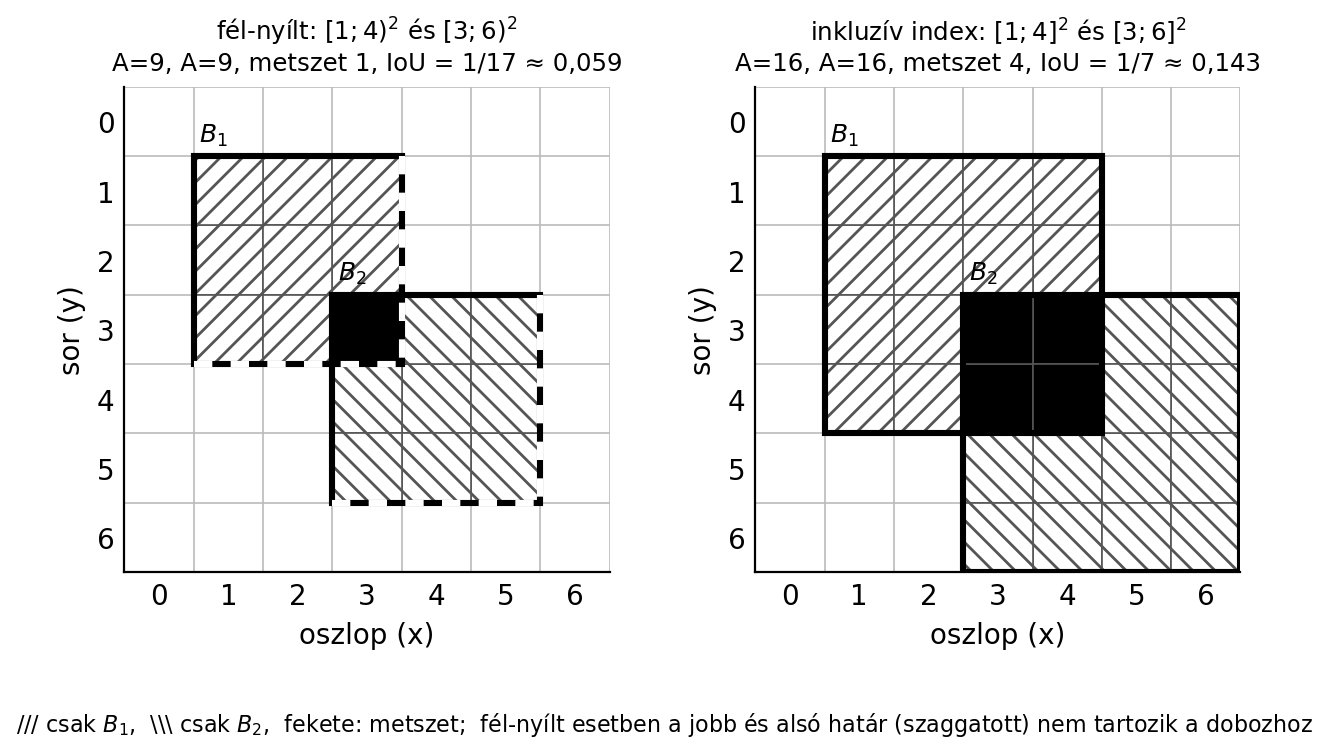 fél-nyílt: [1; 4)² és [3; 6)²
A=9, A=9, metszet 1, IoU = 1/17 ≈ 0,059
B₁
B₂
0
1
2
3
4
5
6
sor (y)
0 1 2 3 4 5 6
oszlop (x)
inkluzív index: [1; 4]² és [3; 6]²
A=16, A=16, metszet 4, IoU = 1/7 ≈ 0,143
B₁
B₂
0
1
2
3
4
5
6
sor (y)
0 1 2 3 4 5 6
oszlop (x)
/// csak B₁, \\\ csak B₂, fekete: metszet; fél-nyílt esetben a jobb és alsó határ (szaggatott) nem tartozik a dobozhoz